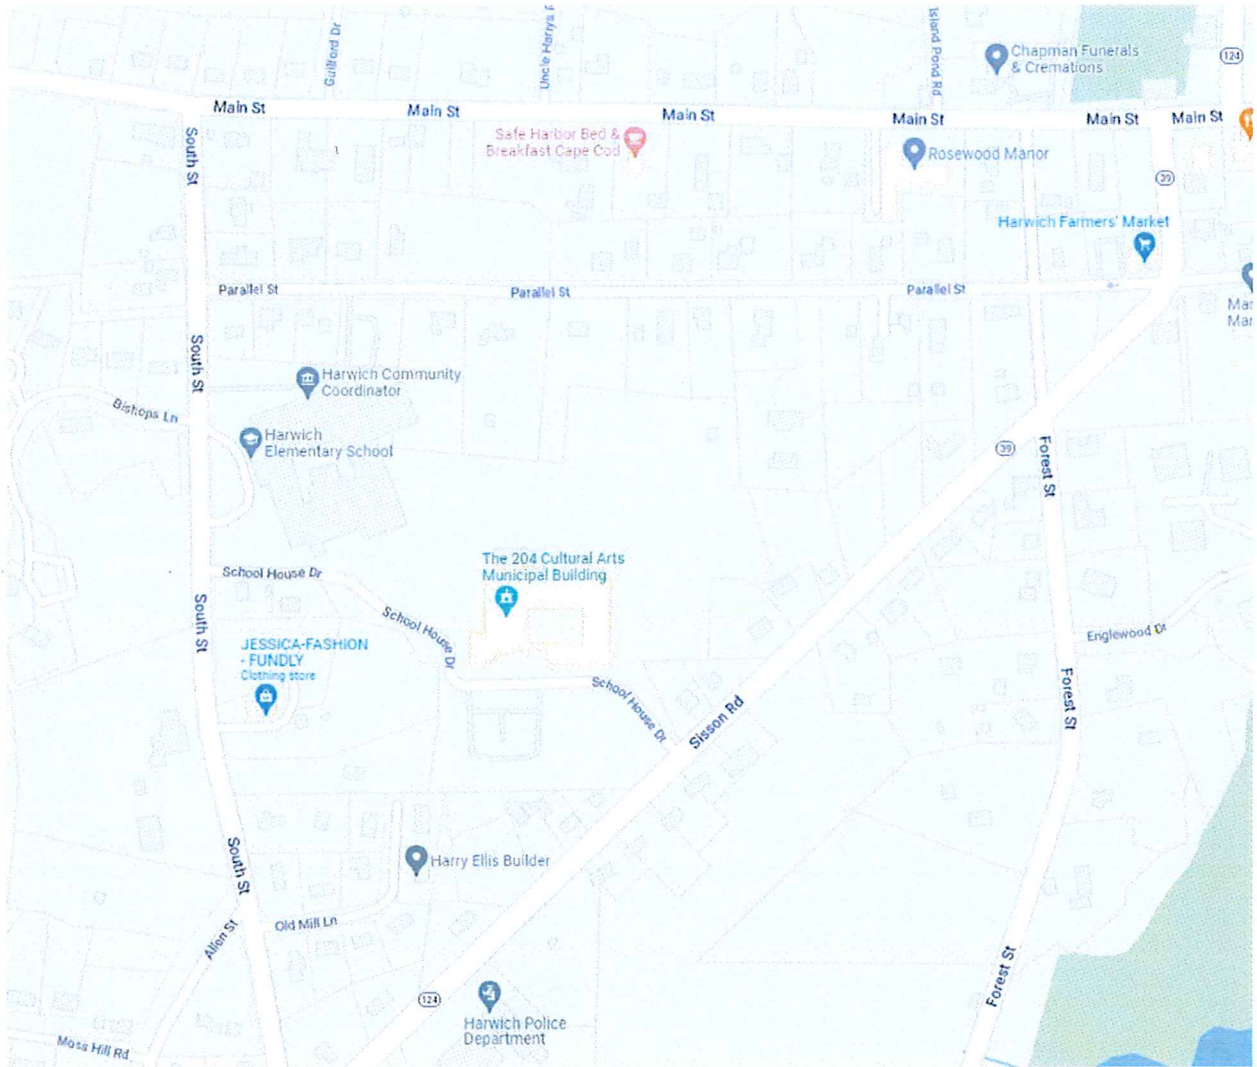 Guilford Dr
Uncle Harrys
Island Pond Rd
Chapman Funerals
& Cremations
124
Main St
Main St
Main St
Main St
Main St
Main St
South St
Safe Harbor Bed &
Breakfast Cape Cod
Rosewood Manor
39
Harwich Farmers' Market
Parallel St
Parallel St
Parallel St
Mar
Mar
South St
Harwich Community
Coordinator
Bishops Ln
Harwich
Elementary School
39
Forest St
The 204 Cultural Arts
Municipal Building
School House Dr
School House Dr
South St
Englewood Dr
JESSICA-FASHION
- FUNDLY
Clothing store
School House Dr
Sisson Rd
Forest St
South St
Harry Ellis Builder
Old Mill Ln
Allen St
Forest St
124
Harwich Police
Department
Moss Hill Rd